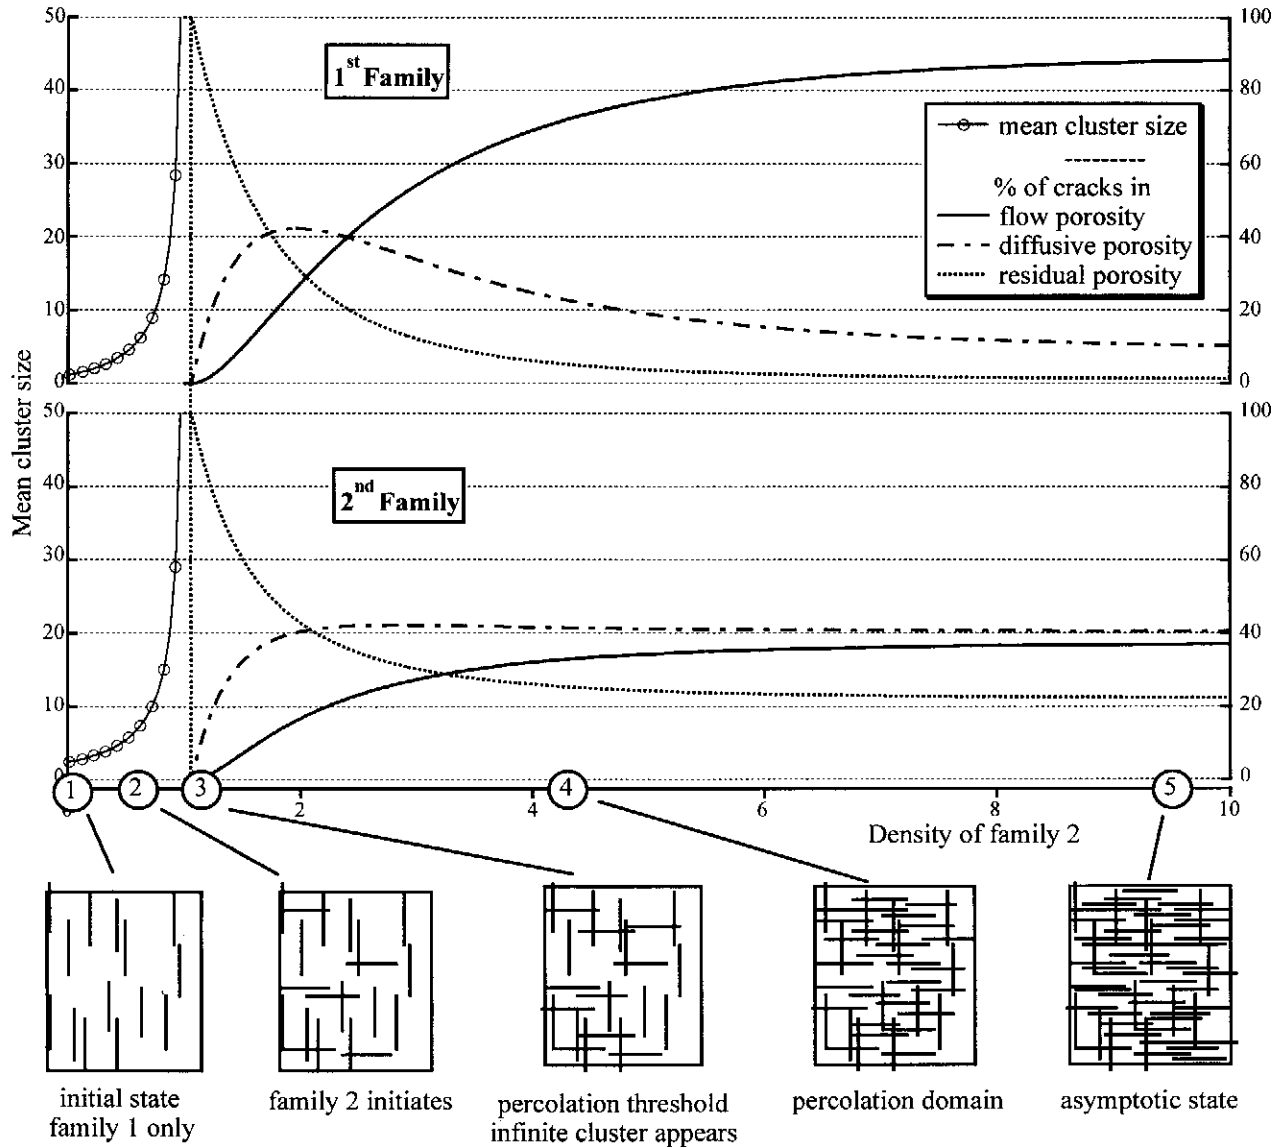 50
100
1st Family
40
80
mean cluster size
30
60
% of cracks in
flow porosity
20
40
diffusive porosity
residual porosity
10
20
0
0
Mean cluster size
50
100
2nd Family
40
80
30
60
20
40
10
20
0
0
1
2
3
4
5
0
2
4
6
8
10
Density of family 2
initial state
family 1 only
family 2 initiates
percolation threshold
infinite cluster appears
percolation domain
asymptotic state